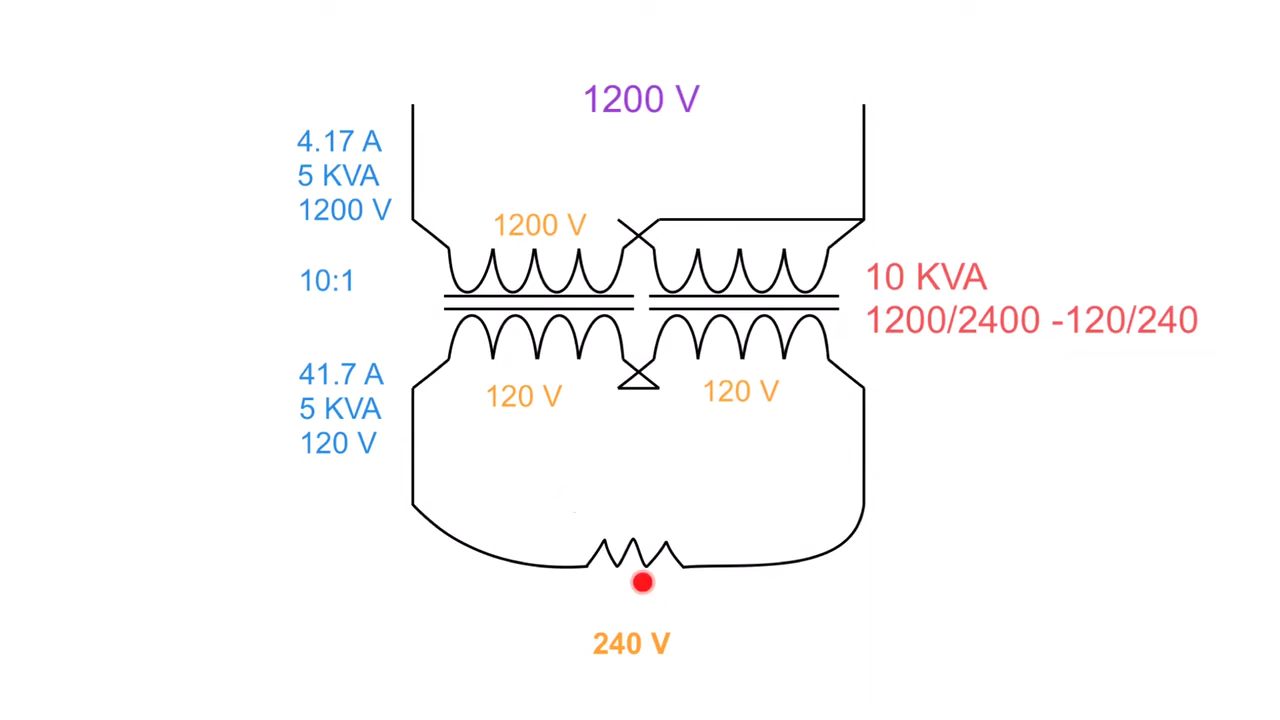 1200 V
4.17 A
5 KVA
1200 V
1200 V
10:1
10 KVA
1200/2400 -120/240
41.7 A
5 KVA
120 V
120 V
120 V
240 V